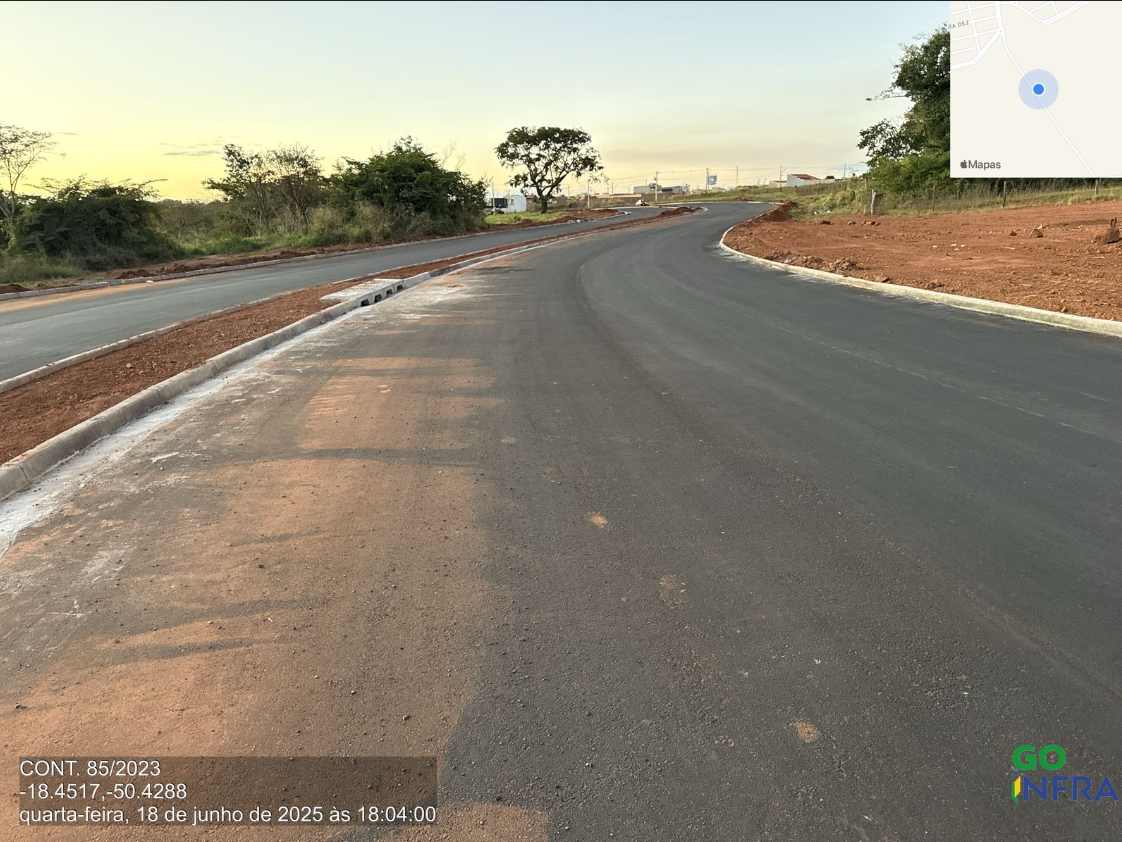 Mapas
CONT. 85/2023
-18.4517,-50.4288
quarta-feira, 18 de junho de 2025 às 18:04:00
GO
INFRA